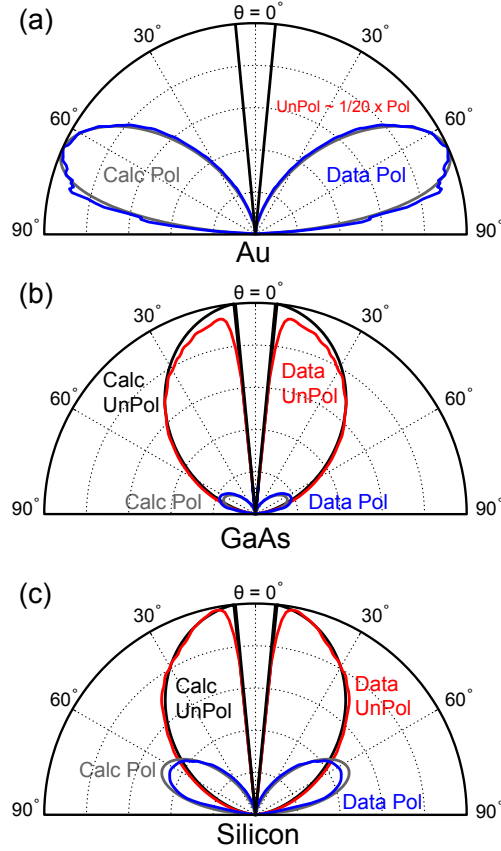 (a)
θ = 0°
30°
30°
UnPol ~ 1/20 x Pol
60°
60°
Calc Pol
Data Pol
90°
90°
Au
(b)
θ = 0°
30°
30°
Calc
UnPol
Data
UnPol
60°
60°
Calc Pol
Data Pol
90°
90°
GaAs
(c)
θ = 0°
30°
30°
Calc
UnPol
Data
UnPol
60°
60°
Calc Pol
Data Pol
90°
90°
Silicon